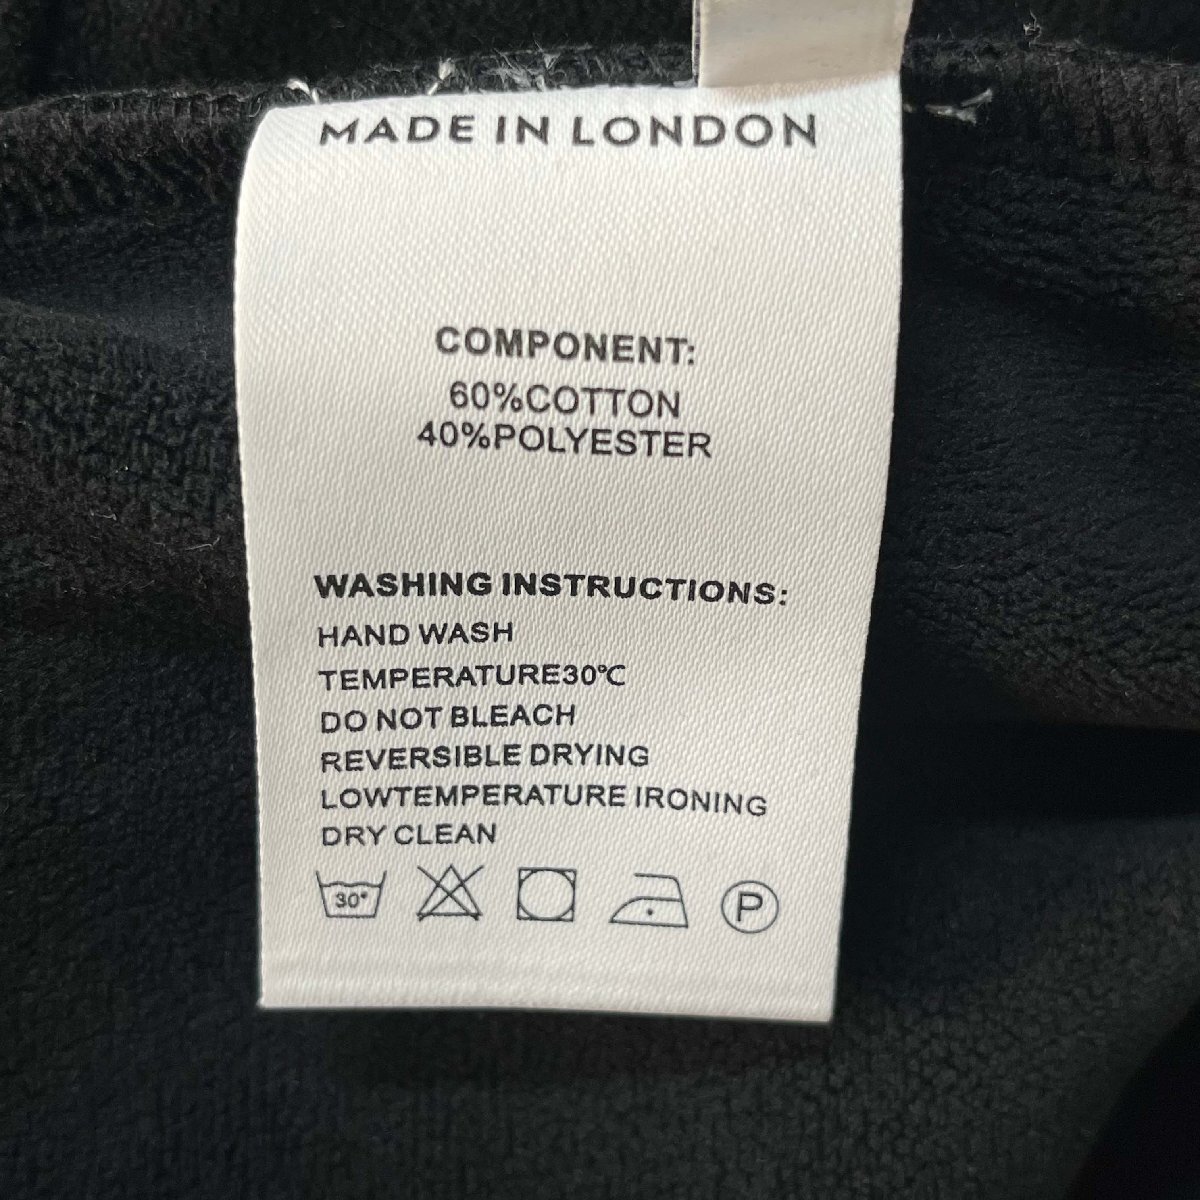 MADE IN LONDON
COMPONENT:
60%COTTON
40%POLYESTER
WASHING INSTRUCTIONS:
HAND WASH
TEMPERATURE30℃
DO NOT BLEACH
REVERSIBLE DRYING
LOWTEMPERATURE IRONING
DRY CLEAN
30° P